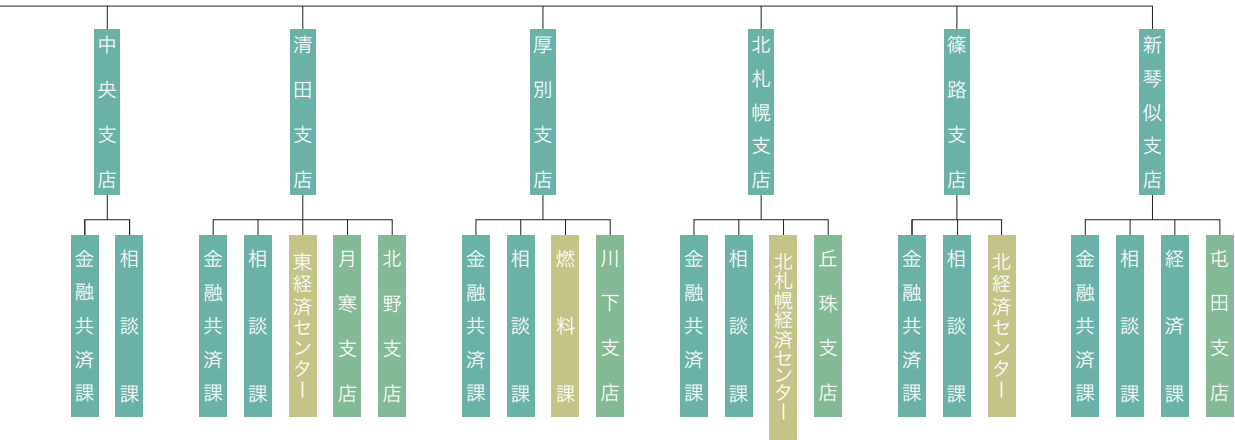 中央支店
金融共済課
相談課
清田支店
金融共済課
相談課
東経済センター
月寒支店
北野支店
厚別支店
金融共済課
相談課
燃料課
川下支店
北札幌支店
金融共済課
相談課
北札幌経済センター
丘珠支店
篠路支店
金融共済課
相談課
北経済センター
新琴似支店
金融共済課
相談課
経済課
屯田支店